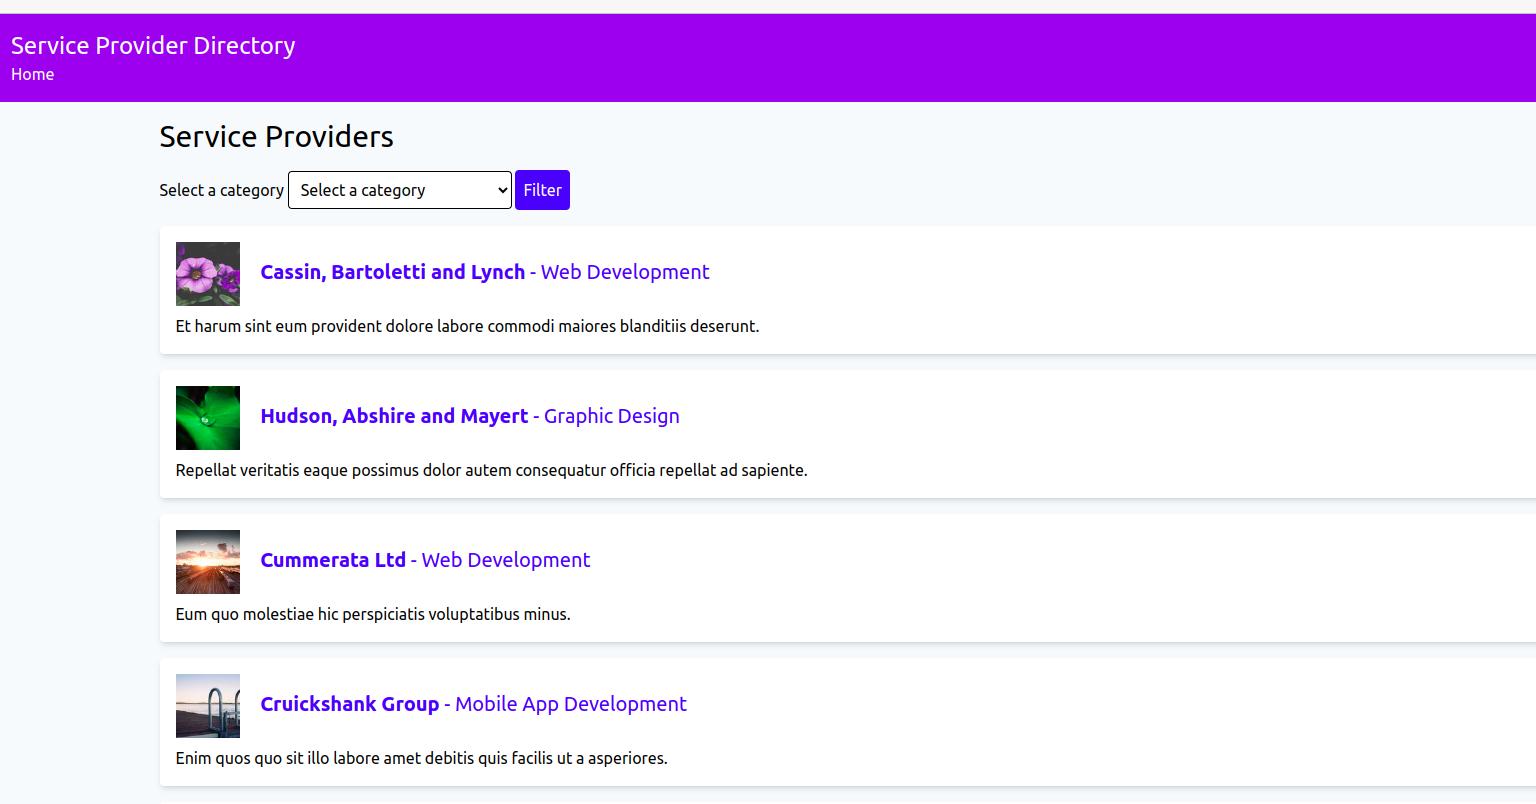 Service Provider Directory
Home
Service Providers
Select a category Select a category Filter
Cassin, Bartoletti and Lynch - Web Development
Et harum sint eum provident dolore labore commodi maiores blanditiis deserunt.
Hudson, Abshire and Mayert - Graphic Design
Repellat veritatis eaque possimus dolor autem consequatur officia repellat ad sapiente.
Cummerata Ltd - Web Development
Eum quo molestiae hic perspiciatis voluptatibus minus.
Cruickshank Group - Mobile App Development
Enim quos quo sit illo labore amet debitis quis facilis ut a asperiores.